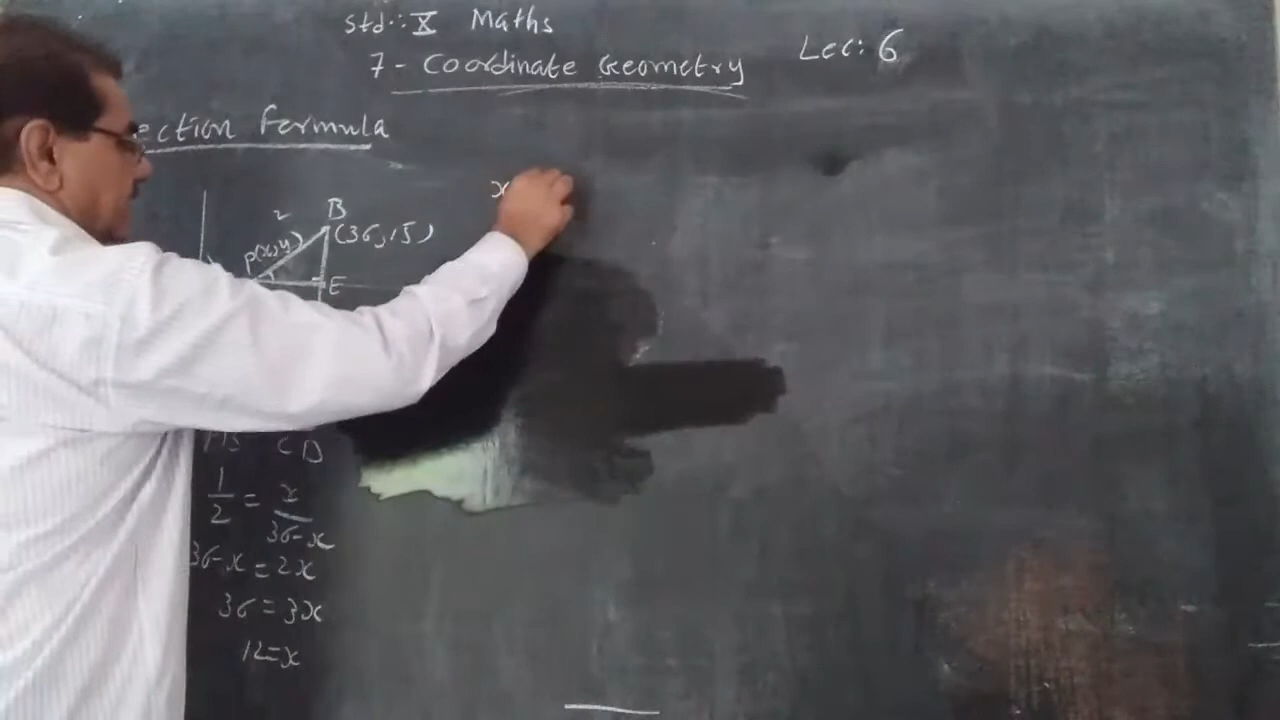 Std.: X Maths
7 - Coordinate Geometry
Lec: 6
ection Formula
x
2
B
P(x,y)
(36,15)
E
CD
1/2 = x/36-x
36-x = 2x
36 = 3x
12 = x